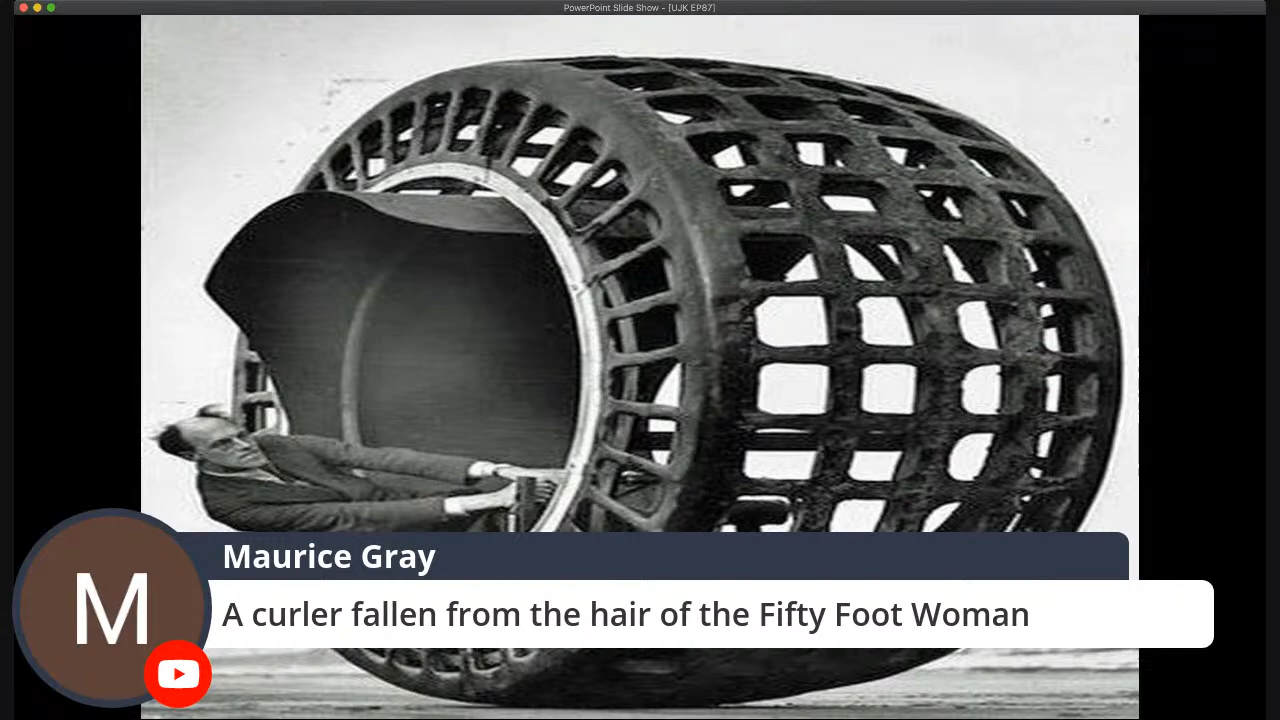 PowerPoint Slide Show - [UJK EP87]
Maurice Gray
M
A curler fallen from the hair of the Fifty Foot Woman